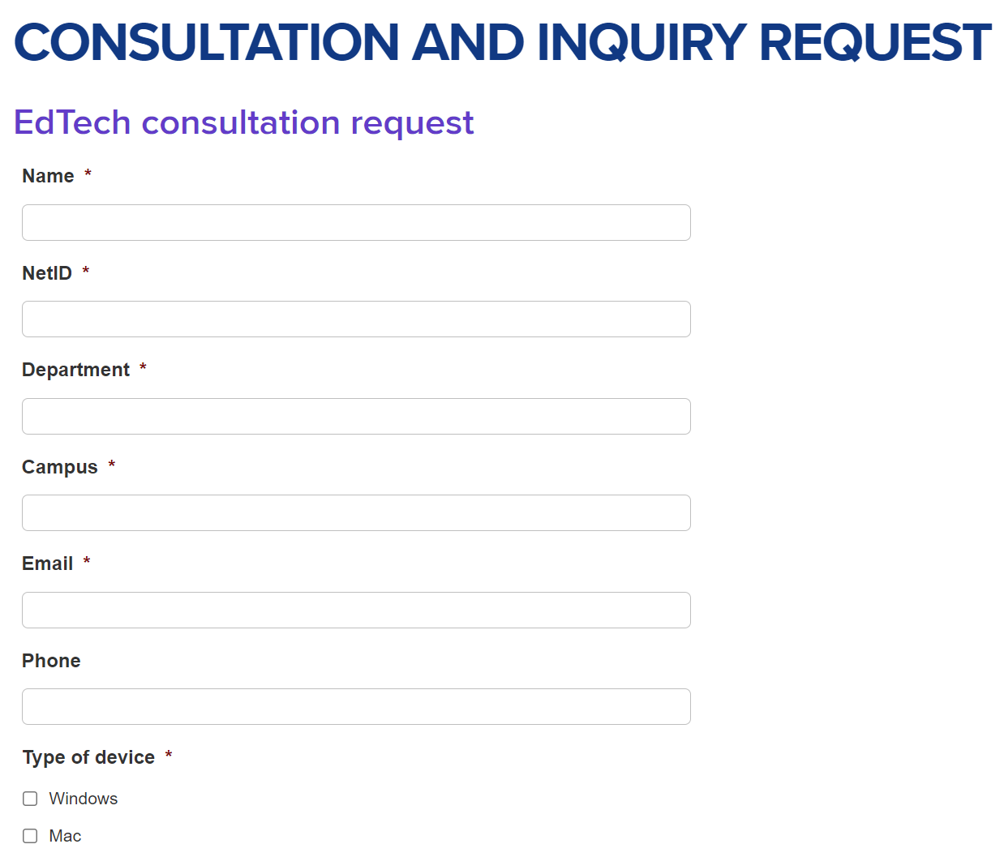 CONSULTATION AND INQUIRY REQUEST
EdTech consultation request
Name *
NetID *
Department *
Campus *
Email *
Phone
Type of device *
Windows
Mac